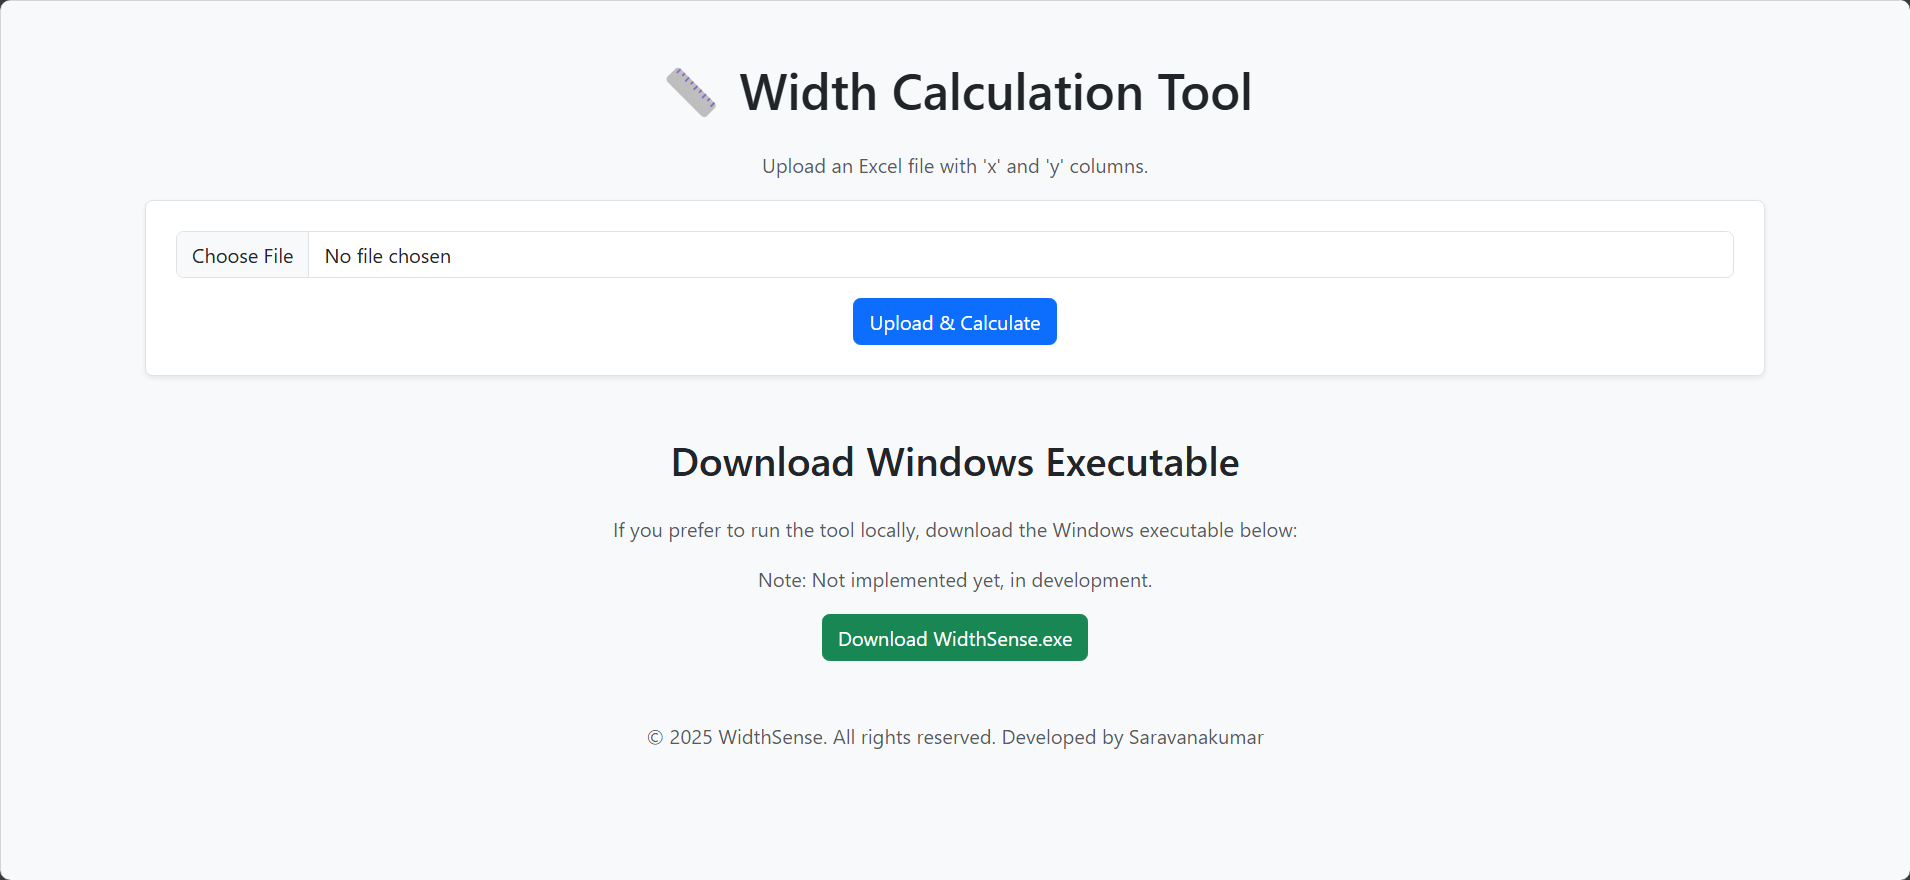 Width Calculation Tool
Upload an Excel file with 'x' and 'y' columns.
Choose File No file chosen
Upload & Calculate
Download Windows Executable
If you prefer to run the tool locally, download the Windows executable below:
Note: Not implemented yet, in development.
Download WidthSense.exe
© 2025 WidthSense. All rights reserved. Developed by Saravanakumar